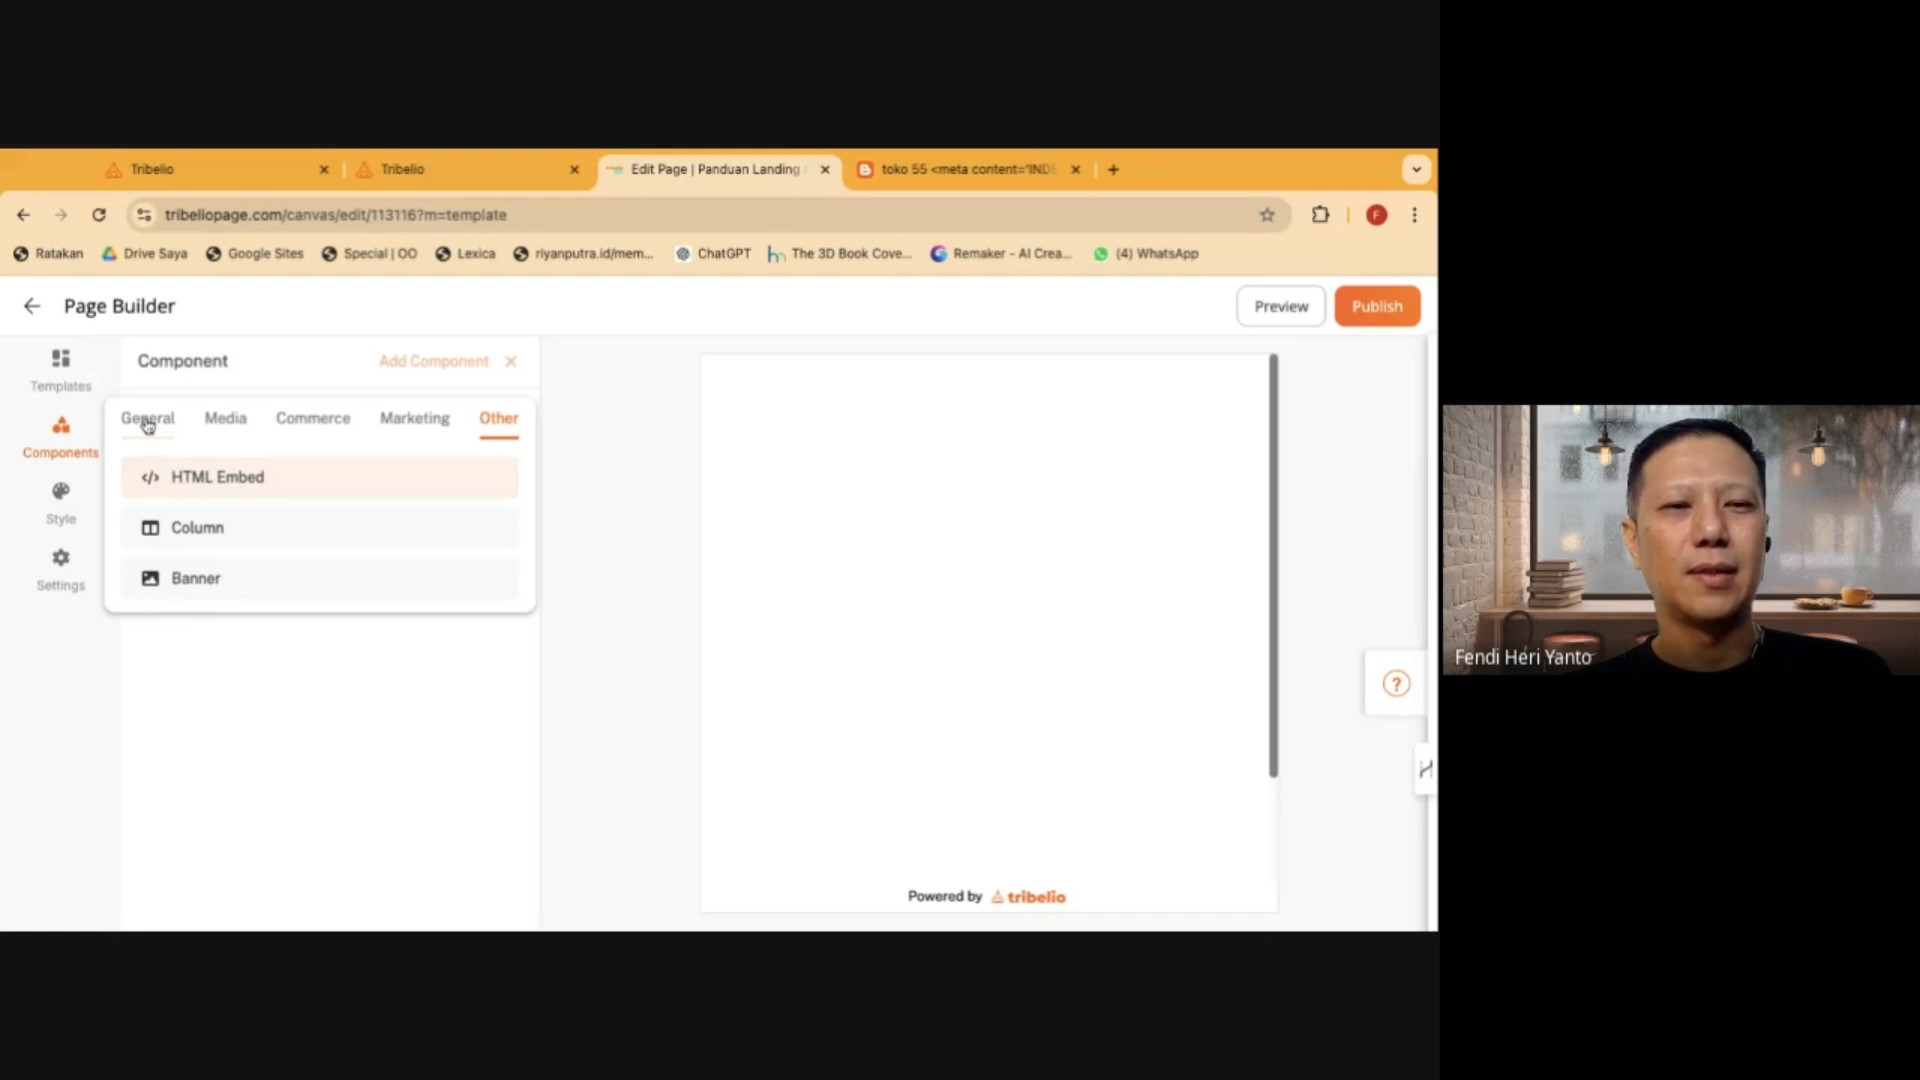 Tribelio
Tribelio
Edit Page | Panduan Landing
toko 55 <meta content='IND
tribeliopage.com/canvas/edit/113116?m=template
F
Ratakan
Drive Saya
Google Sites
Special | OO
Lexica
riyanputra.id/mem...
ChatGPT
The 3D Book Cove...
Remaker - AI Crea...
(4) WhatsApp
Page Builder
Preview
Publish
Templates
Components
Style
Settings
Component
Add Component
General
Media
Commerce
Marketing
Other
HTML Embed
Column
Banner
?
Powered by tribelio
Fendi Heri Yanto